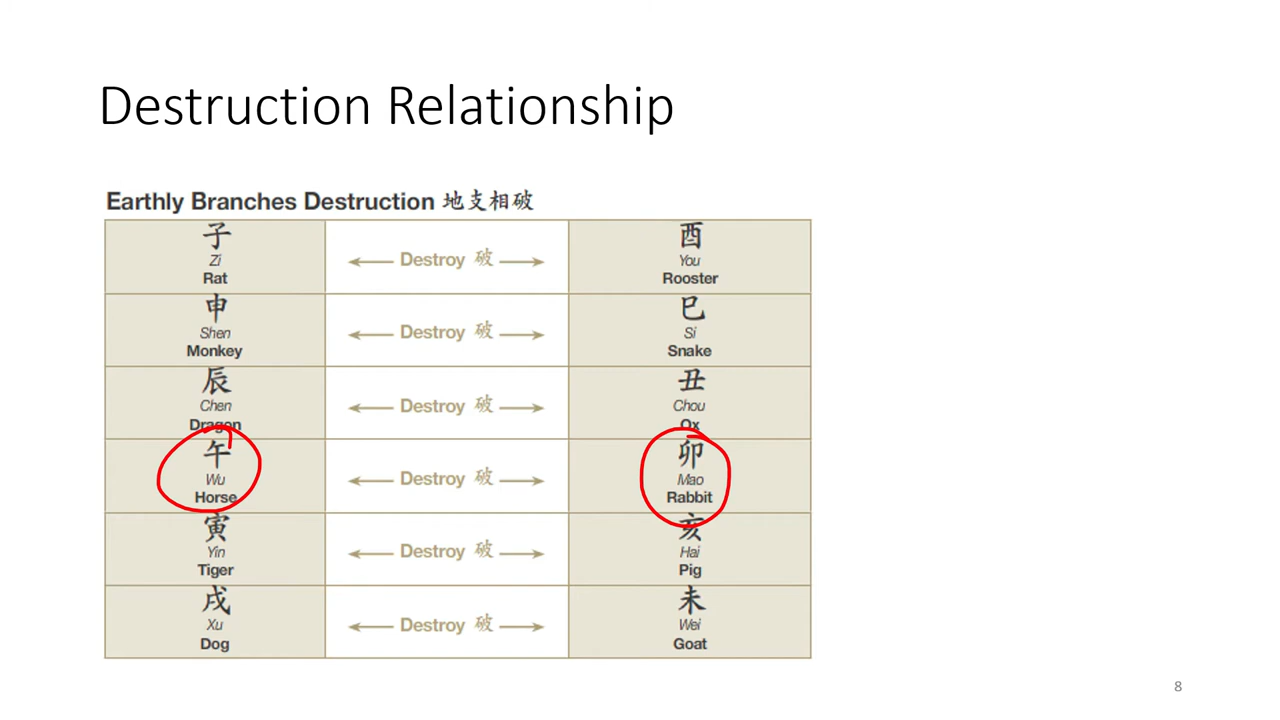 Destruction Relationship
Earthly Branches Destruction 地支相破
子 Destroy 破 酉
Zi You
Rat Rooster
申 Destroy 破 巳
Shen Si
Monkey Snake
辰 Destroy 破 丑
Chen Chou
Dragon Ox
午 Destroy 破 卯
Wu Mao
Horse Rabbit
寅 Destroy 破 亥
Yin Hai
Tiger Pig
戌 Destroy 破 未
Xu Wei
Dog Goat
8